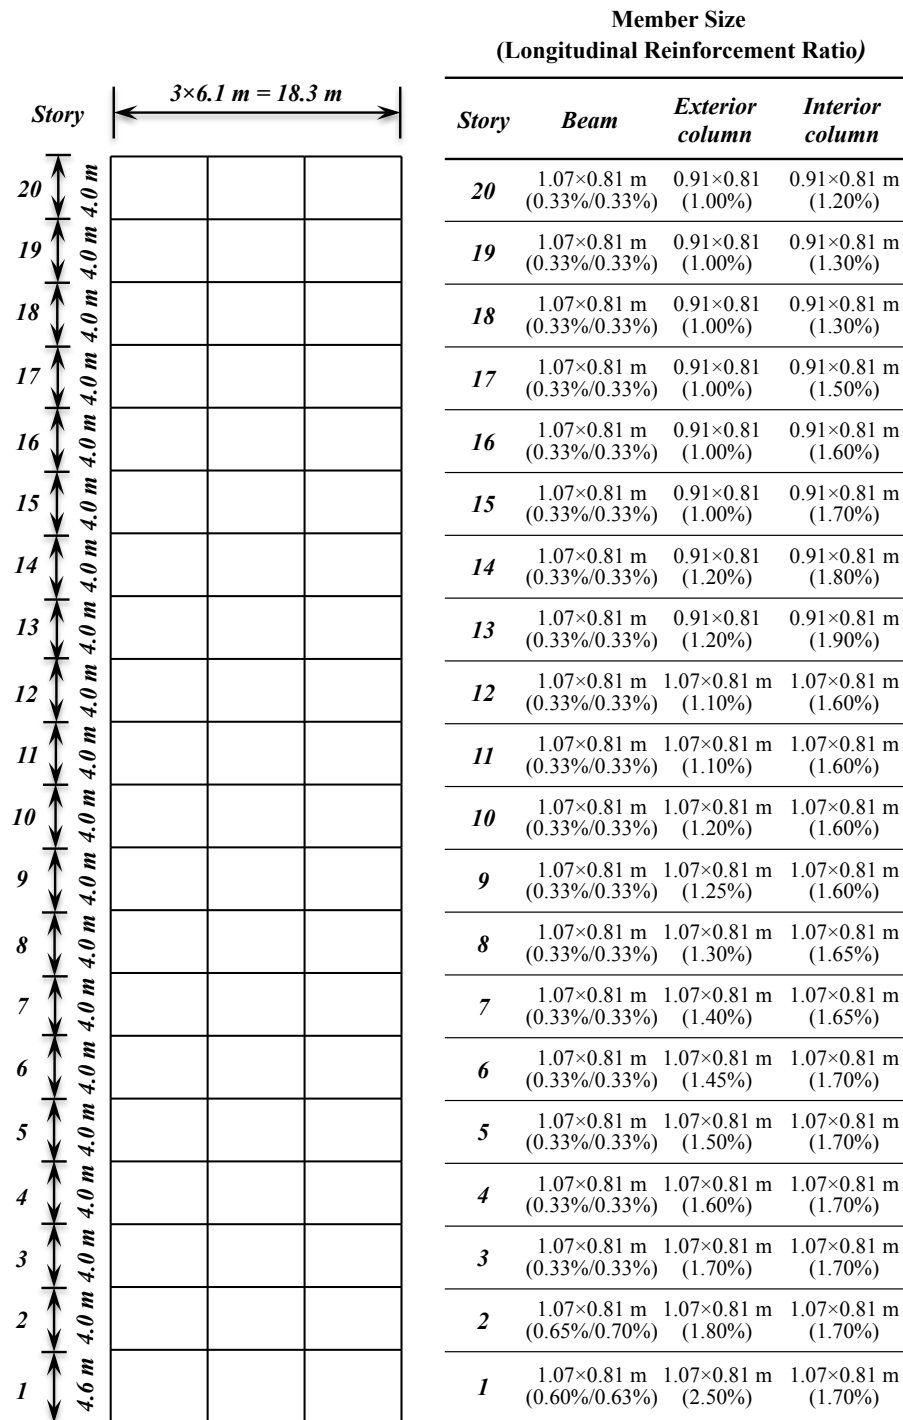 Member Size
(Longitudinal Reinforcement Ratio)
3×6.1 m = 18.3 m
Story
20 4.0 m
19 4.0 m
18 4.0 m
17 4.0 m
16 4.0 m
15 4.0 m
14 4.0 m
13 4.0 m
12 4.0 m
11 4.0 m
10 4.0 m
9 4.0 m
8 4.0 m
7 4.0 m
6 4.0 m
5 4.0 m
4 4.0 m
3 4.0 m
2 4.0 m
1 4.6 m
Story Beam Exterior column Interior column
20 1.07×0.81 m 0.91×0.81 0.91×0.81 m
(0.33%/0.33%) (1.00%) (1.20%)
19 1.07×0.81 m 0.91×0.81 0.91×0.81 m
(0.33%/0.33%) (1.00%) (1.30%)
18 1.07×0.81 m 0.91×0.81 0.91×0.81 m
(0.33%/0.33%) (1.00%) (1.30%)
17 1.07×0.81 m 0.91×0.81 0.91×0.81 m
(0.33%/0.33%) (1.00%) (1.50%)
16 1.07×0.81 m 0.91×0.81 0.91×0.81 m
(0.33%/0.33%) (1.00%) (1.60%)
15 1.07×0.81 m 0.91×0.81 0.91×0.81 m
(0.33%/0.33%) (1.00%) (1.70%)
14 1.07×0.81 m 0.91×0.81 0.91×0.81 m
(0.33%/0.33%) (1.20%) (1.80%)
13 1.07×0.81 m 0.91×0.81 0.91×0.81 m
(0.33%/0.33%) (1.20%) (1.90%)
12 1.07×0.81 m 1.07×0.81 m 1.07×0.81 m
(0.33%/0.33%) (1.10%) (1.60%)
11 1.07×0.81 m 1.07×0.81 m 1.07×0.81 m
(0.33%/0.33%) (1.10%) (1.60%)
10 1.07×0.81 m 1.07×0.81 m 1.07×0.81 m
(0.33%/0.33%) (1.20%) (1.60%)
9 1.07×0.81 m 1.07×0.81 m 1.07×0.81 m
(0.33%/0.33%) (1.25%) (1.60%)
8 1.07×0.81 m 1.07×0.81 m 1.07×0.81 m
(0.33%/0.33%) (1.30%) (1.65%)
7 1.07×0.81 m 1.07×0.81 m 1.07×0.81 m
(0.33%/0.33%) (1.40%) (1.65%)
6 1.07×0.81 m 1.07×0.81 m 1.07×0.81 m
(0.33%/0.33%) (1.45%) (1.70%)
5 1.07×0.81 m 1.07×0.81 m 1.07×0.81 m
(0.33%/0.33%) (1.50%) (1.70%)
4 1.07×0.81 m 1.07×0.81 m 1.07×0.81 m
(0.33%/0.33%) (1.60%) (1.70%)
3 1.07×0.81 m 1.07×0.81 m 1.07×0.81 m
(0.33%/0.33%) (1.70%) (1.70%)
2 1.07×0.81 m 1.07×0.81 m 1.07×0.81 m
(0.65%/0.70%) (1.80%) (1.70%)
1 1.07×0.81 m 1.07×0.81 m 1.07×0.81 m
(0.60%/0.63%) (2.50%) (1.70%)